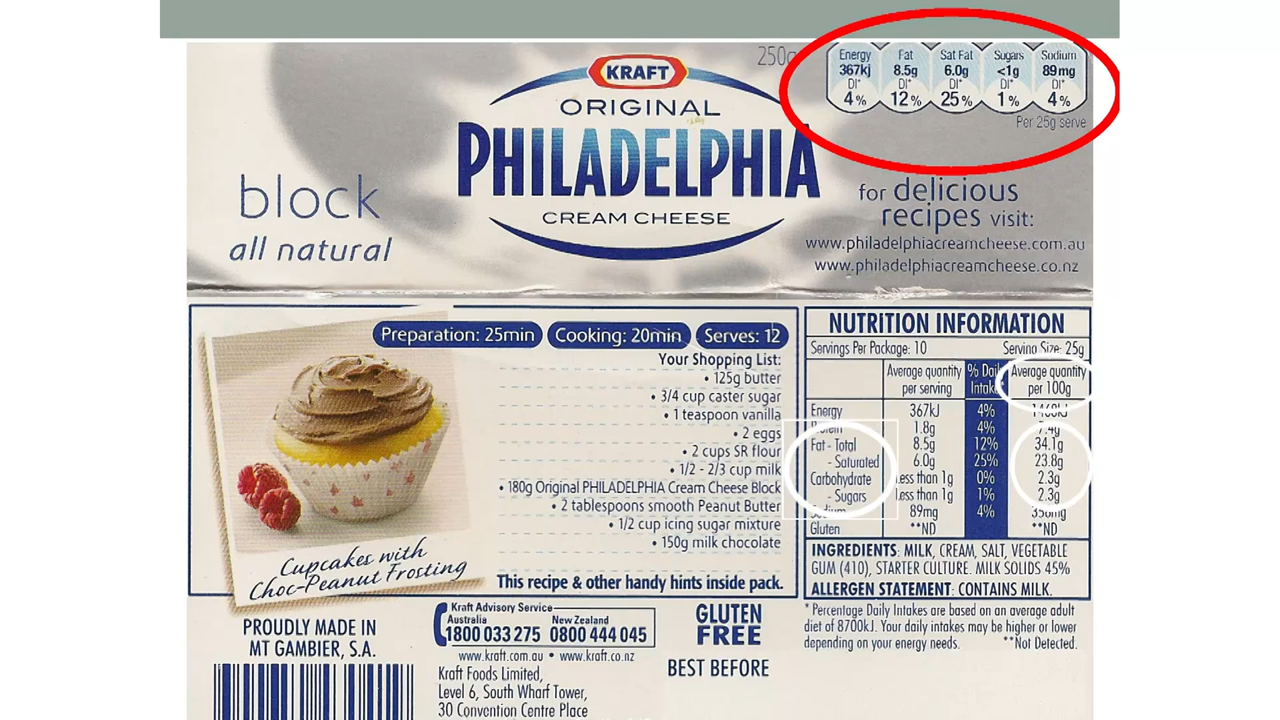 250g
KRAFT
ORIGINAL
PHILADELPHIA
CREAM CHEESE
block
all natural
Energy Fat Sat Fat Sugars Sodium
367kj 8.5g 6.0g <1g 89mg
DI* DI* DI* DI* DI*
4% 12% 25% 1% 4%
Per 25g serve
for delicious
recipes visit:
www.philadelphiacreamcheese.com.au
www.philadelphiacreamcheese.co.nz
Preparation: 25min Cooking: 20min Serves: 12
Your Shopping List:
• 125g butter
• 3/4 cup caster sugar
• 1 teaspoon vanilla
• 2 eggs
• 2 cups SR flour
• 1/2 - 2/3 cup milk
• 180g Original PHILADELPHIA Cream Cheese Block
• 2 tablespoons smooth Peanut Butter
• 1/2 cup icing sugar mixture
• 150g milk chocolate
Cupcakes with
Choc-Peanut Frosting
This recipe & other handy hints inside pack.
NUTRITION INFORMATION
Servings Per Package: 10 Serving Size: 25g
Average quantity % Daily Average quantity
per serving Intake* per 100g
Energy 367kJ 4% 1468kJ
Protein 1.8g 4% 7.4g
Fat - Total 8.5g 12% 34.1g
- Saturated 6.0g 25% 23.8g
Carbohydrate Less than 1g 0% 2.3g
- Sugars Less than 1g 1% 2.3g
Sodium 89mg 4% 356mg
Gluten **ND **ND
INGREDIENTS: MILK, CREAM, SALT, VEGETABLE
GUM (410), STARTER CULTURE. MILK SOLIDS 45%
ALLERGEN STATEMENT: CONTAINS MILK.
* Percentage Daily Intakes are based on an average adult
diet of 8700kJ. Your daily intakes may be higher or lower
depending on your energy needs. **Not Detected.
PROUDLY MADE IN
MT GAMBIER, S.A.
Kraft Advisory Service
Australia New Zealand
1800 033 275 0800 444 045
www.kraft.com.au • www.kraft.co.nz
Kraft Foods Limited,
Level 6, South Wharf Tower,
30 Convention Centre Place
GLUTEN
FREE
BEST BEFORE